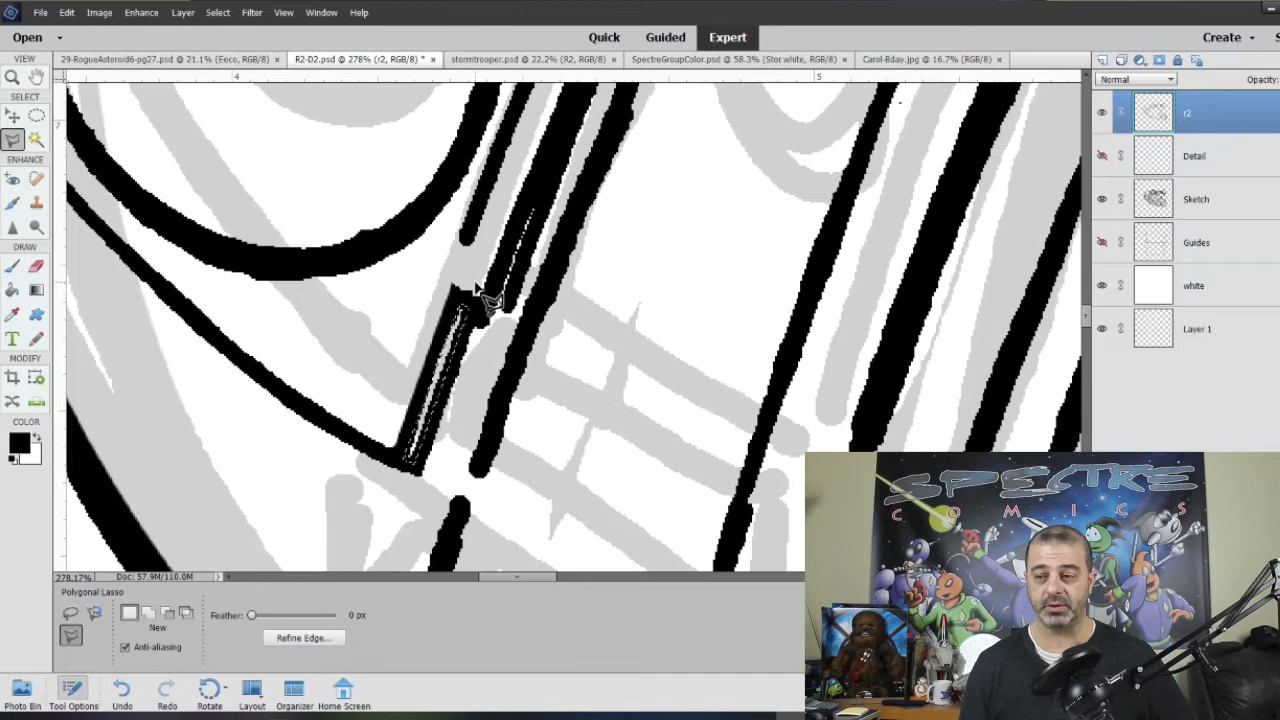 File Edit Image Enhance Layer Select Filter View Window Help
Open Quick Guided Expert Create
VIEW 29-RogueAsteroid6-pg27.psd @ 21.1% (Eeco, RGB/8) × R2-D2.psd @ 278% (r2, RGB/8) * × stormtrooper.psd @ 22.2% (R2, RGB/8) × SpectreGroupColor.psd @ 58.3% (Stor white, RGB/8) × Carol-Bday.jpg @ 16.7% (RGB/8) ×
4 5
Normal Opacity:
SELECT
7
r2
ENHANCE
Detail
Sketch
DRAW
Guides
white
Layer 1
MODIFY
COLOR
SPECTRE
COMICS
278.17% Doc: 57.9M/110.0M
Polygonal Lasso
New
Feather: 0 px
Refine Edge...
Anti-aliasing
Photo Bin Tool Options Undo Redo Rotate Layout Organizer Home Screen